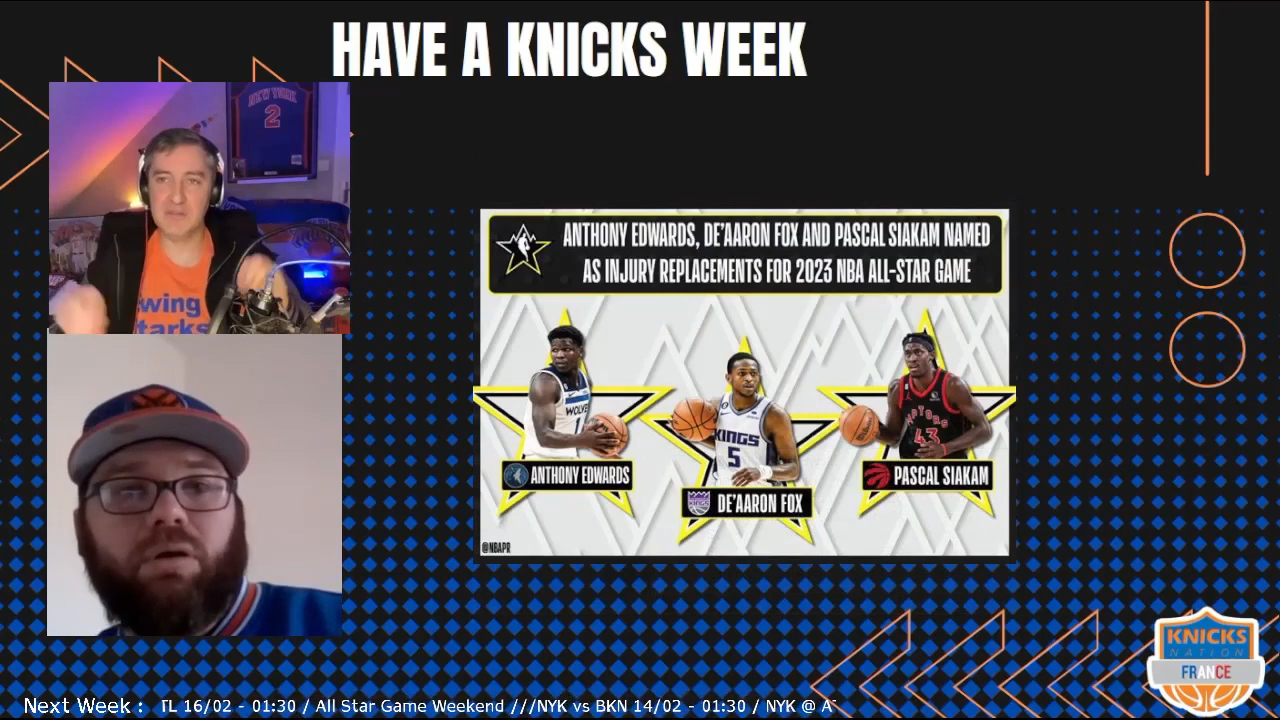 HAVE A KNICKS WEEK
NEW YORK
2
wing
tarks
ANTHONY EDWARDS, DE'AARON FOX AND PASCAL SIAKAM NAMED
AS INJURY REPLACEMENTS FOR 2023 NBA ALL-STAR GAME
WOLVES
1
KINGS
5
RAPTORS
43
ANTHONY EDWARDS
DE'AARON FOX
PASCAL SIAKAM
@NBAPR
KNICKS
NATION
FRANCE
Next Week : TL 16/02 - 01:30 / All Star Game Weekend ///NYK vs BKN 14/02 - 01:30 / NYK @ A